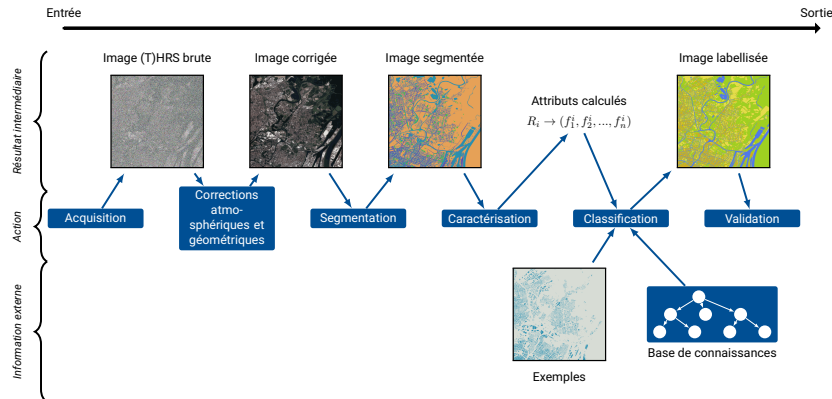 Entrée
Sortie
Résultat intermédiaire
Image (T)HRS brute
Image corrigée
Image segmentée
Attributs calculés
R_i → (f_1^i, f_2^i, ..., f_n^i)
Image labellisée
Action
Acquisition
Corrections
atmo-
sphériques et
géométriques
Segmentation
Caractérisation
Classification
Validation
Information externe
Exemples
Base de connaissances